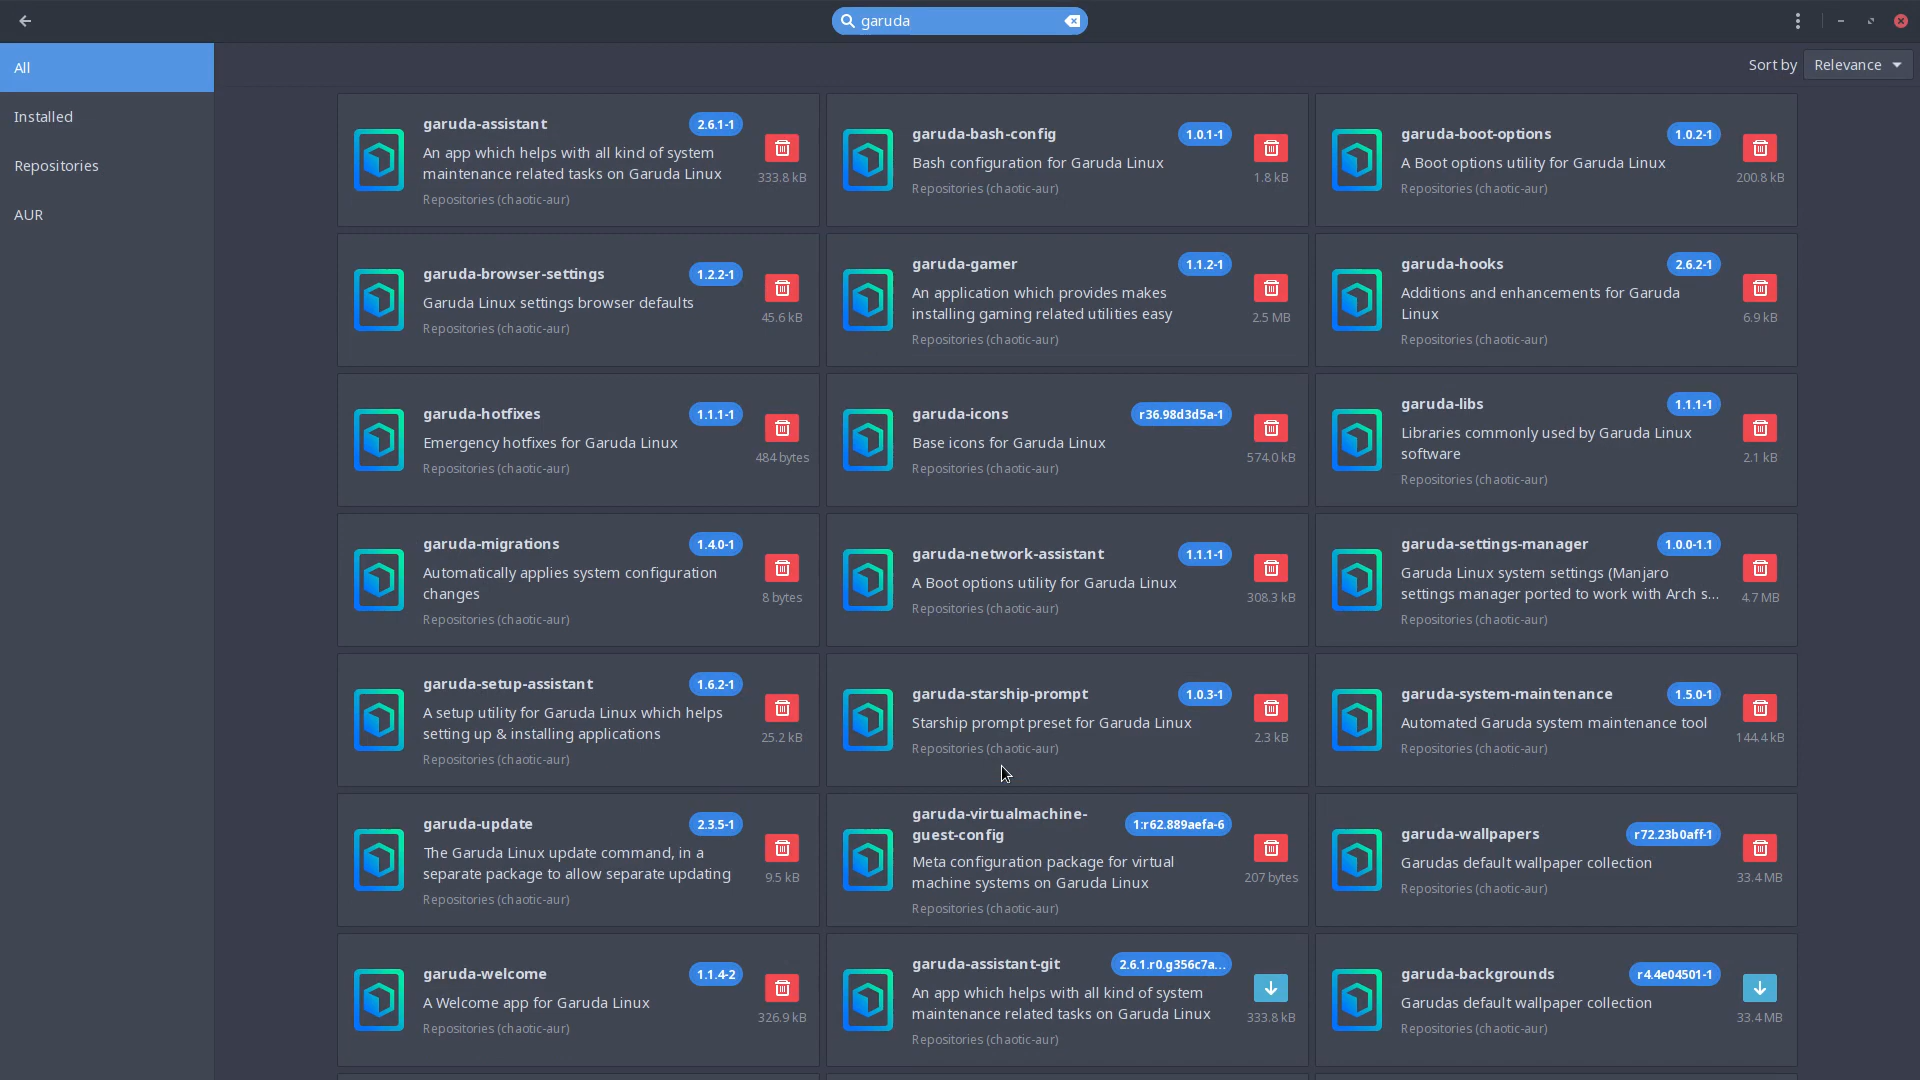 garuda
Sort by Relevance
All
Installed
Repositories
AUR
garuda-assistant 2.6.1-1
An app which helps with all kind of system
maintenance related tasks on Garuda Linux
Repositories (chaotic-aur)
333.8 kB
garuda-bash-config 1.0.1-1
Bash configuration for Garuda Linux
Repositories (chaotic-aur)
1.8 kB
garuda-boot-options 1.0.2-1
A Boot options utility for Garuda Linux
Repositories (chaotic-aur)
200.8 kB
garuda-browser-settings 1.2.2-1
Garuda Linux settings browser defaults
Repositories (chaotic-aur)
45.6 kB
garuda-gamer 1.1.2-1
An application which provides makes
installing gaming related utilities easy
Repositories (chaotic-aur)
2.5 MB
garuda-hooks 2.6.2-1
Additions and enhancements for Garuda
Linux
Repositories (chaotic-aur)
6.9 kB
garuda-hotfixes 1.1.1-1
Emergency hotfixes for Garuda Linux
Repositories (chaotic-aur)
484 bytes
garuda-icons r36.98d3d5a-1
Base icons for Garuda Linux
Repositories (chaotic-aur)
574.0 kB
garuda-libs 1.1.1-1
Libraries commonly used by Garuda Linux
software
Repositories (chaotic-aur)
2.1 kB
garuda-migrations 1.4.0-1
Automatically applies system configuration
changes
Repositories (chaotic-aur)
8 bytes
garuda-network-assistant 1.1.1-1
A Boot options utility for Garuda Linux
Repositories (chaotic-aur)
308.3 kB
garuda-settings-manager 1.0.0-1.1
Garuda Linux system settings (Manjaro
settings manager ported to work with Arch s...
Repositories (chaotic-aur)
4.7 MB
garuda-setup-assistant 1.6.2-1
A setup utility for Garuda Linux which helps
setting up & installing applications
Repositories (chaotic-aur)
25.2 kB
garuda-starship-prompt 1.0.3-1
Starship prompt preset for Garuda Linux
Repositories (chaotic-aur)
2.3 kB
garuda-system-maintenance 1.5.0-1
Automated Garuda system maintenance tool
Repositories (chaotic-aur)
144.4 kB
garuda-update 2.3.5-1
The Garuda Linux update command, in a
separate package to allow separate updating
Repositories (chaotic-aur)
9.5 kB
garuda-virtualmachine-
guest-config 1:r62.889aefa-6
Meta configuration package for virtual
machine systems on Garuda Linux
Repositories (chaotic-aur)
207 bytes
garuda-wallpapers r72.23b0aff-1
Garudas default wallpaper collection
Repositories (chaotic-aur)
33.4 MB
garuda-welcome 1.1.4-2
A Welcome app for Garuda Linux
Repositories (chaotic-aur)
326.9 kB
garuda-assistant-git 2.6.1.r0.g356c7a...
An app which helps with all kind of system
maintenance related tasks on Garuda Linux
Repositories (chaotic-aur)
333.8 kB
garuda-backgrounds r4.4e04501-1
Garudas default wallpaper collection
Repositories (chaotic-aur)
33.4 MB